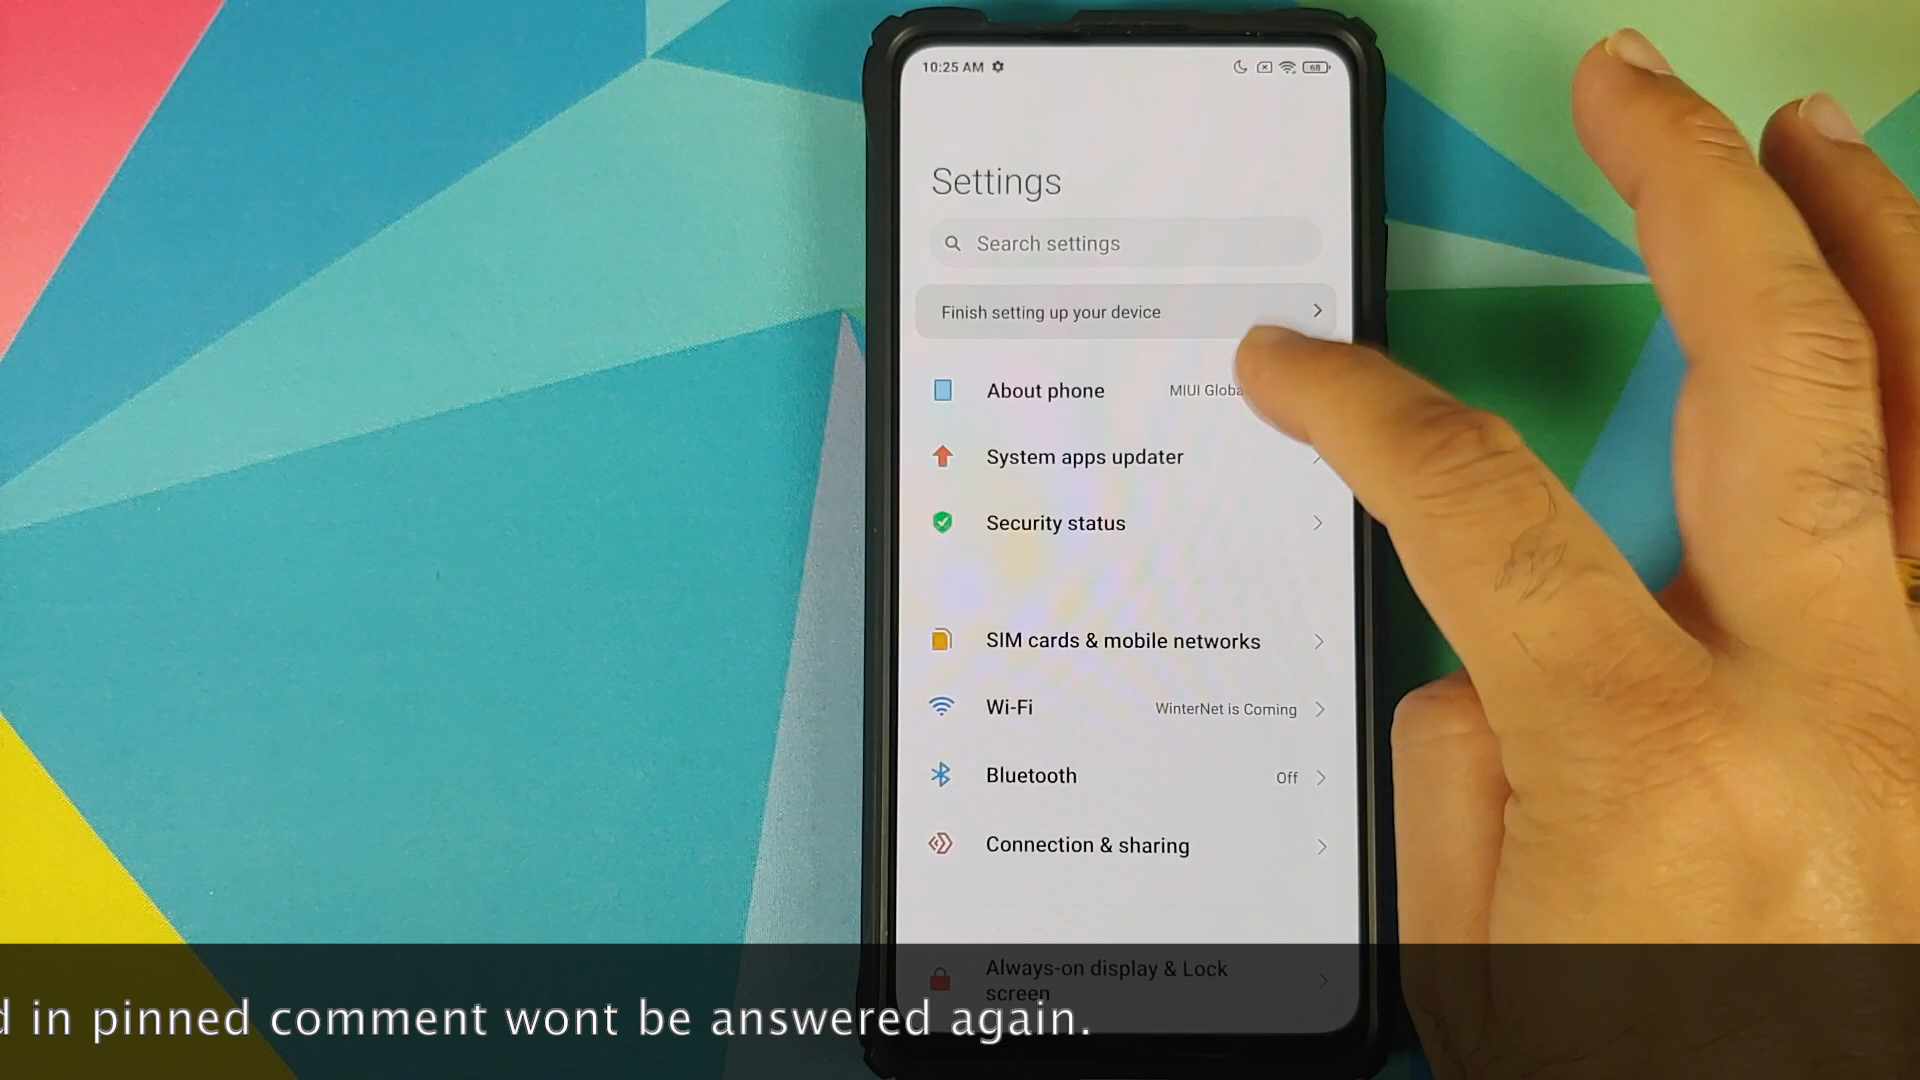 10:25 AM
68
Settings
Search settings
Finish setting up your device
About phone MIUI Globa
System apps updater
Security status
SIM cards & mobile networks
Wi-Fi WinterNet is Coming
Bluetooth Off
Connection & sharing
Always-on display & Lock
screen
d in pinned comment wont be answered again.